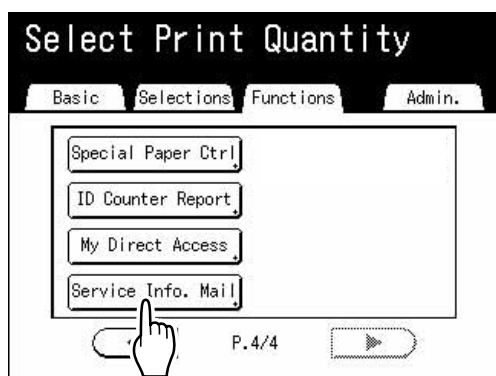 Select Print Quantity
Basic Selections Functions Admin.
Special Paper Ctrl
ID Counter Report
My Direct Access
Service Info. Mail
P.4/4